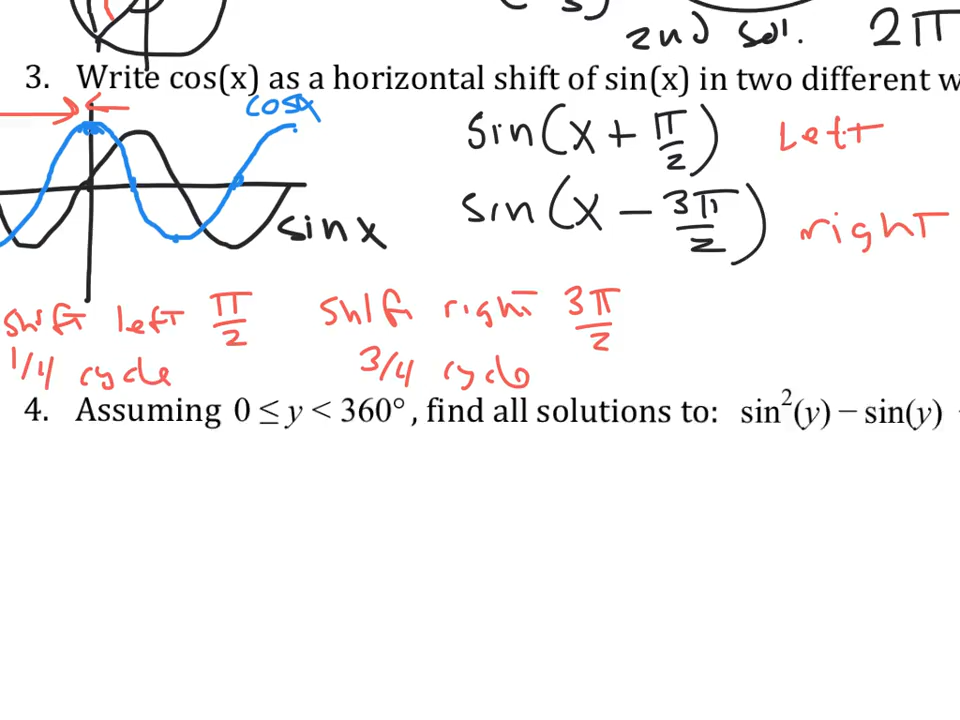 2nd sol. 2π
3. Write cos(x) as a horizontal shift of sin(x) in two different w
cosx
sin(x + π/2) Left
sin(x − 3π/2) right
sinx
shift left π/2 shift right 3π/2
1/4 cycle 3/4 cycle
4. Assuming 0 ≤ y < 360°, find all solutions to: sin²(y) − sin(y)